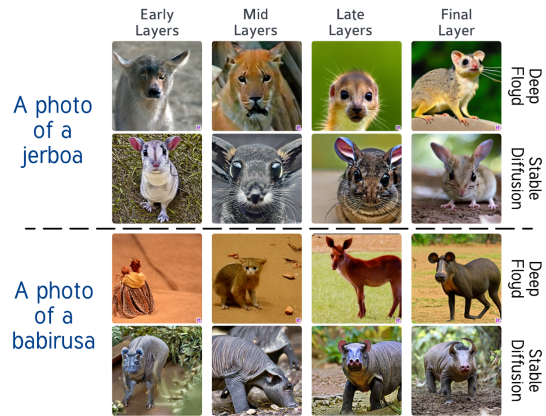 Early
Layers
Mid
Layers
Late
Layers
Final
Layer
A photo
of a
jerboa
Deep
Floyd
Stable
Diffusion
A photo
of a
babirusa
Deep
Floyd
Stable
Diffusion